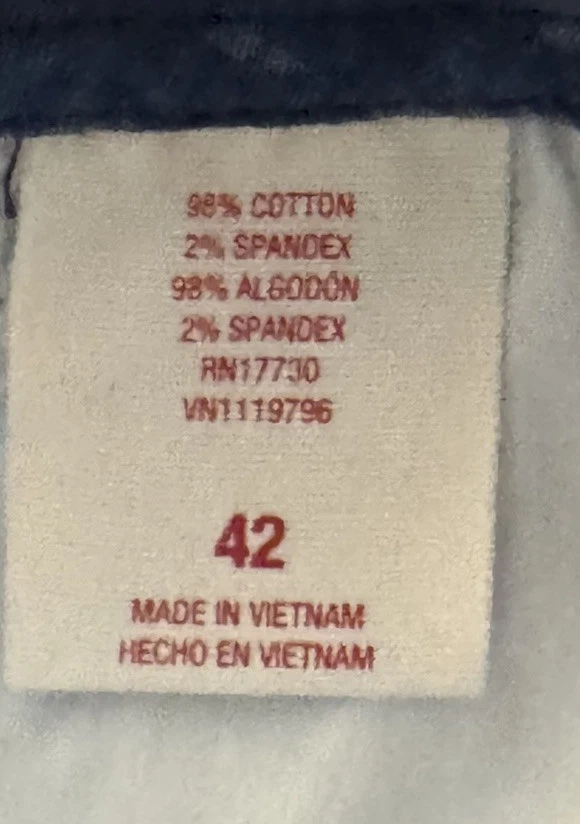 98% COTTON
2% SPANDEX
98% ALGODÓN
2% SPANDEX
RN17730
VN1119796
42
MADE IN VIETNAM
HECHO EN VIETNAM